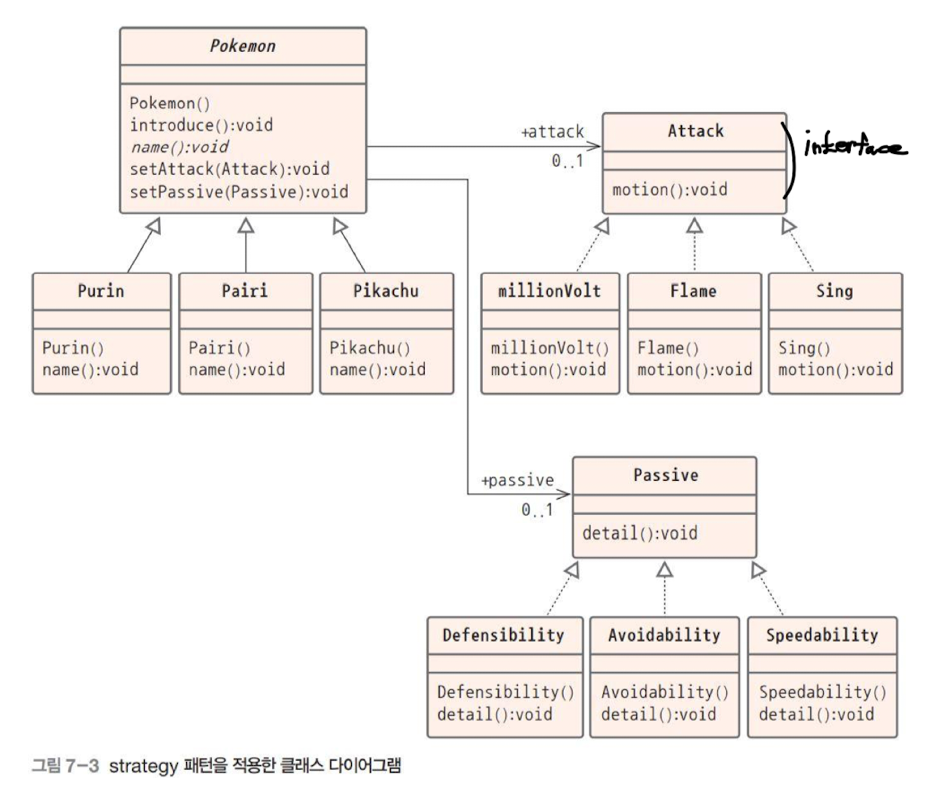 Pokemon
Pokemon()
introduce():void
name():void
setAttack(Attack):void
setPassive(Passive):void
+attack
0..1
Attack
motion():void
interface
Purin
Purin()
name():void
Pairi
Pairi()
name():void
Pikachu
Pikachu()
name():void
millionVolt
millionVolt()
motion():void
Flame
Flame()
motion():void
Sing
Sing()
motion():void
+passive
0..1
Passive
detail():void
Defensibility
Defensibility()
detail():void
Avoidability
Avoidability()
detail():void
Speedability
Speedability()
detail():void
그림 7-3 strategy 패턴을 적용한 클래스 다이어그램